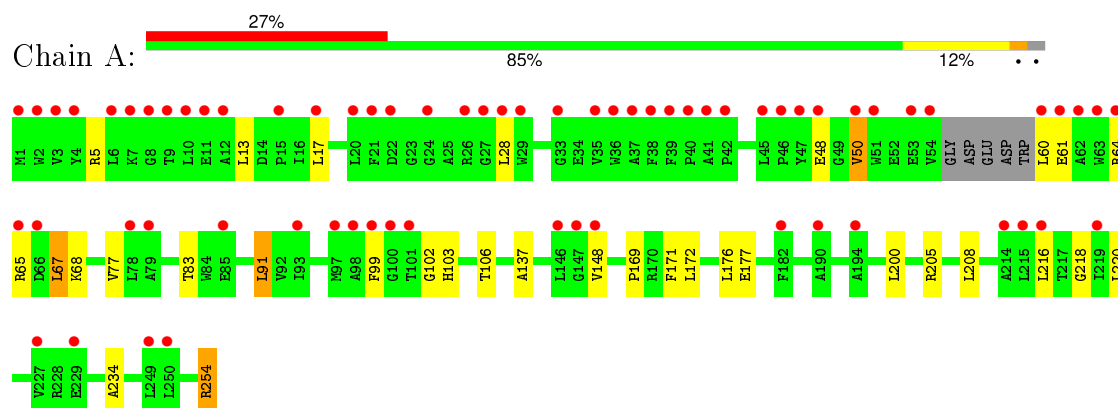 27%
Chain A:
85% 12% • •
M1 W2 V3 Y4 R5 L6 K7 G8 T9 L10 E11 A12 L13 D14 P15 I16 L17 L20 F21 D22 G23 G24 A25 R26 G27 L28 W29 G33 E34 V35 W36 A37 F38 F39 P40 A41 P42 L45 P46 Y47 E48 G49 V50 W51 E52 E53 V54 GLY ASP GLU ASP TRP L60 E61 A62 W63 R64
R65 D66 L67 K68 V77 L78 A79 T83 W84 E85 L91 V92 I93 M97 A98 F99 G100 T101 G102 H103 T106 A137 L146 G147 V148 P169 R170 F171 L172 L176 E177 F182 A190 A194 L200 R205 L208 A214 L215 L216 T217 G218 I219 L220
V227 R228 E229 A234 L249 L250 R254